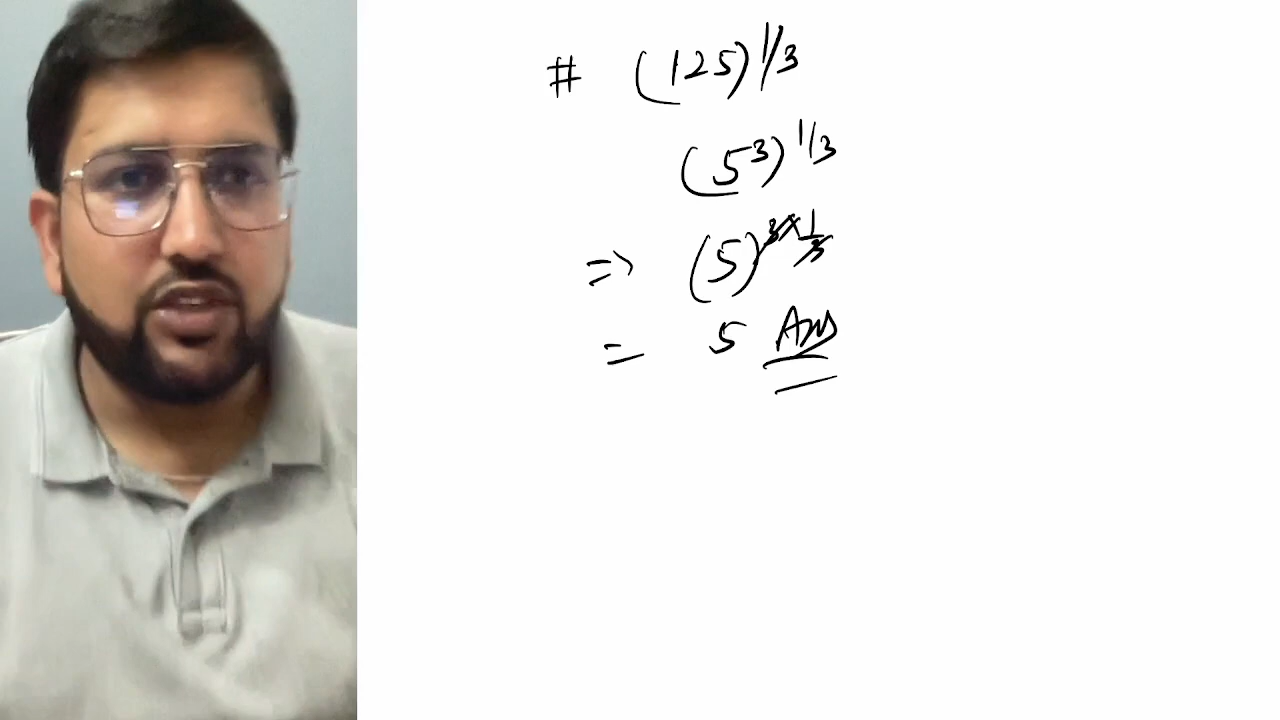 # (125)^1/3
(5^3)^1/3
=> (5)^3×1/3
= 5 Ans